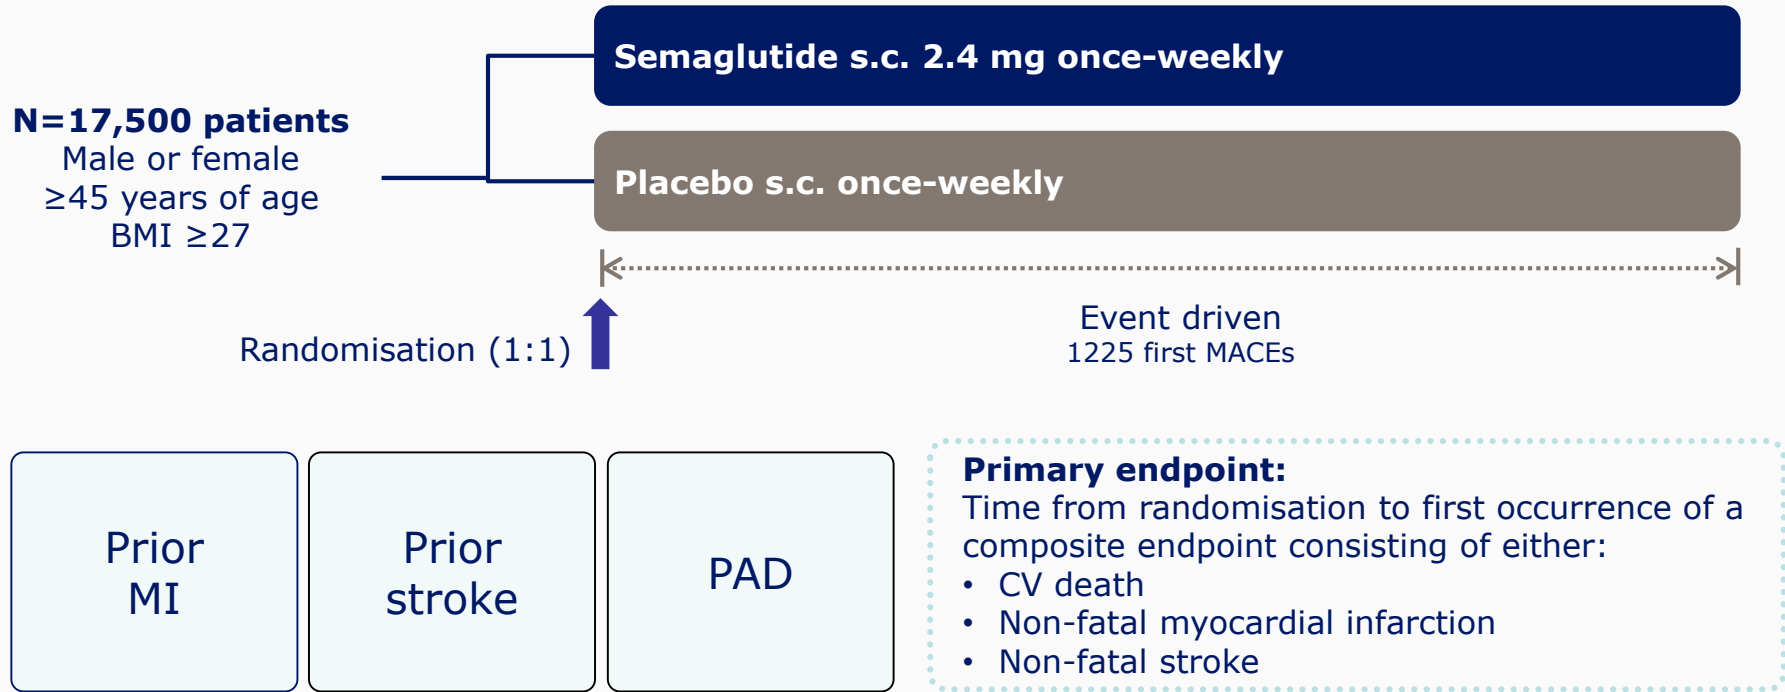 Semaglutide s.c. 2.4 mg once-weekly
N=17,500 patients
Male or female
≥45 years of age
BMI ≥27
Placebo s.c. once-weekly
Randomisation (1:1)
Event driven
1225 first MACEs
Prior
MI
Prior
stroke
PAD
Primary endpoint:
Time from randomisation to first occurrence of a
composite endpoint consisting of either:
• CV death
• Non-fatal myocardial infarction
• Non-fatal stroke